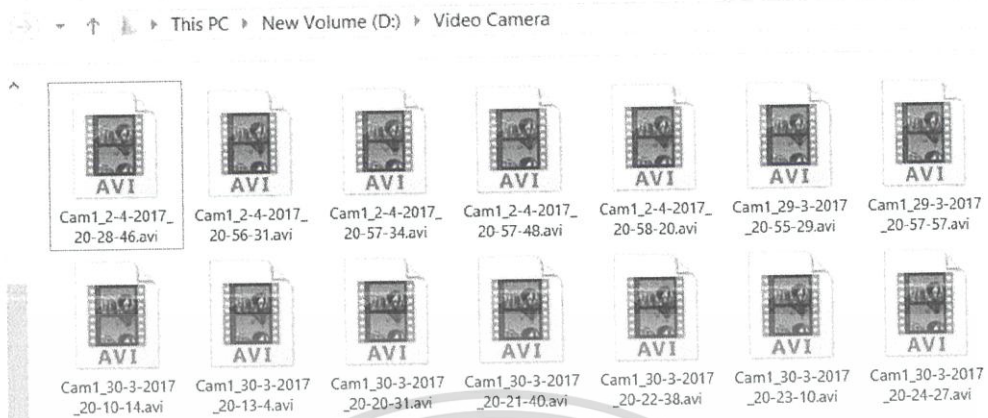 This PC New Volume (D:) Video Camera
AVI AVI AVI AVI AVI AVI AVI
Cam1_2-4-2017_ Cam1_2-4-2017_ Cam1_2-4-2017_ Cam1_2-4-2017_ Cam1_2-4-2017_ Cam1_29-3-2017 Cam1_29-3-2017
20-28-46.avi 20-56-31.avi 20-57-34.avi 20-57-48.avi 20-58-20.avi _20-55-29.avi _20-57-57.avi
AVI AVI AVI AVI AVI AVI AVI
Cam1_30-3-2017 Cam1_30-3-2017 Cam1_30-3-2017 Cam1_30-3-2017 Cam1_30-3-2017 Cam1_30-3-2017 Cam1_30-3-2017
_20-10-14.avi _20-13-4.avi _20-20-31.avi _20-21-40.avi _20-22-38.avi _20-23-10.avi _20-24-27.avi